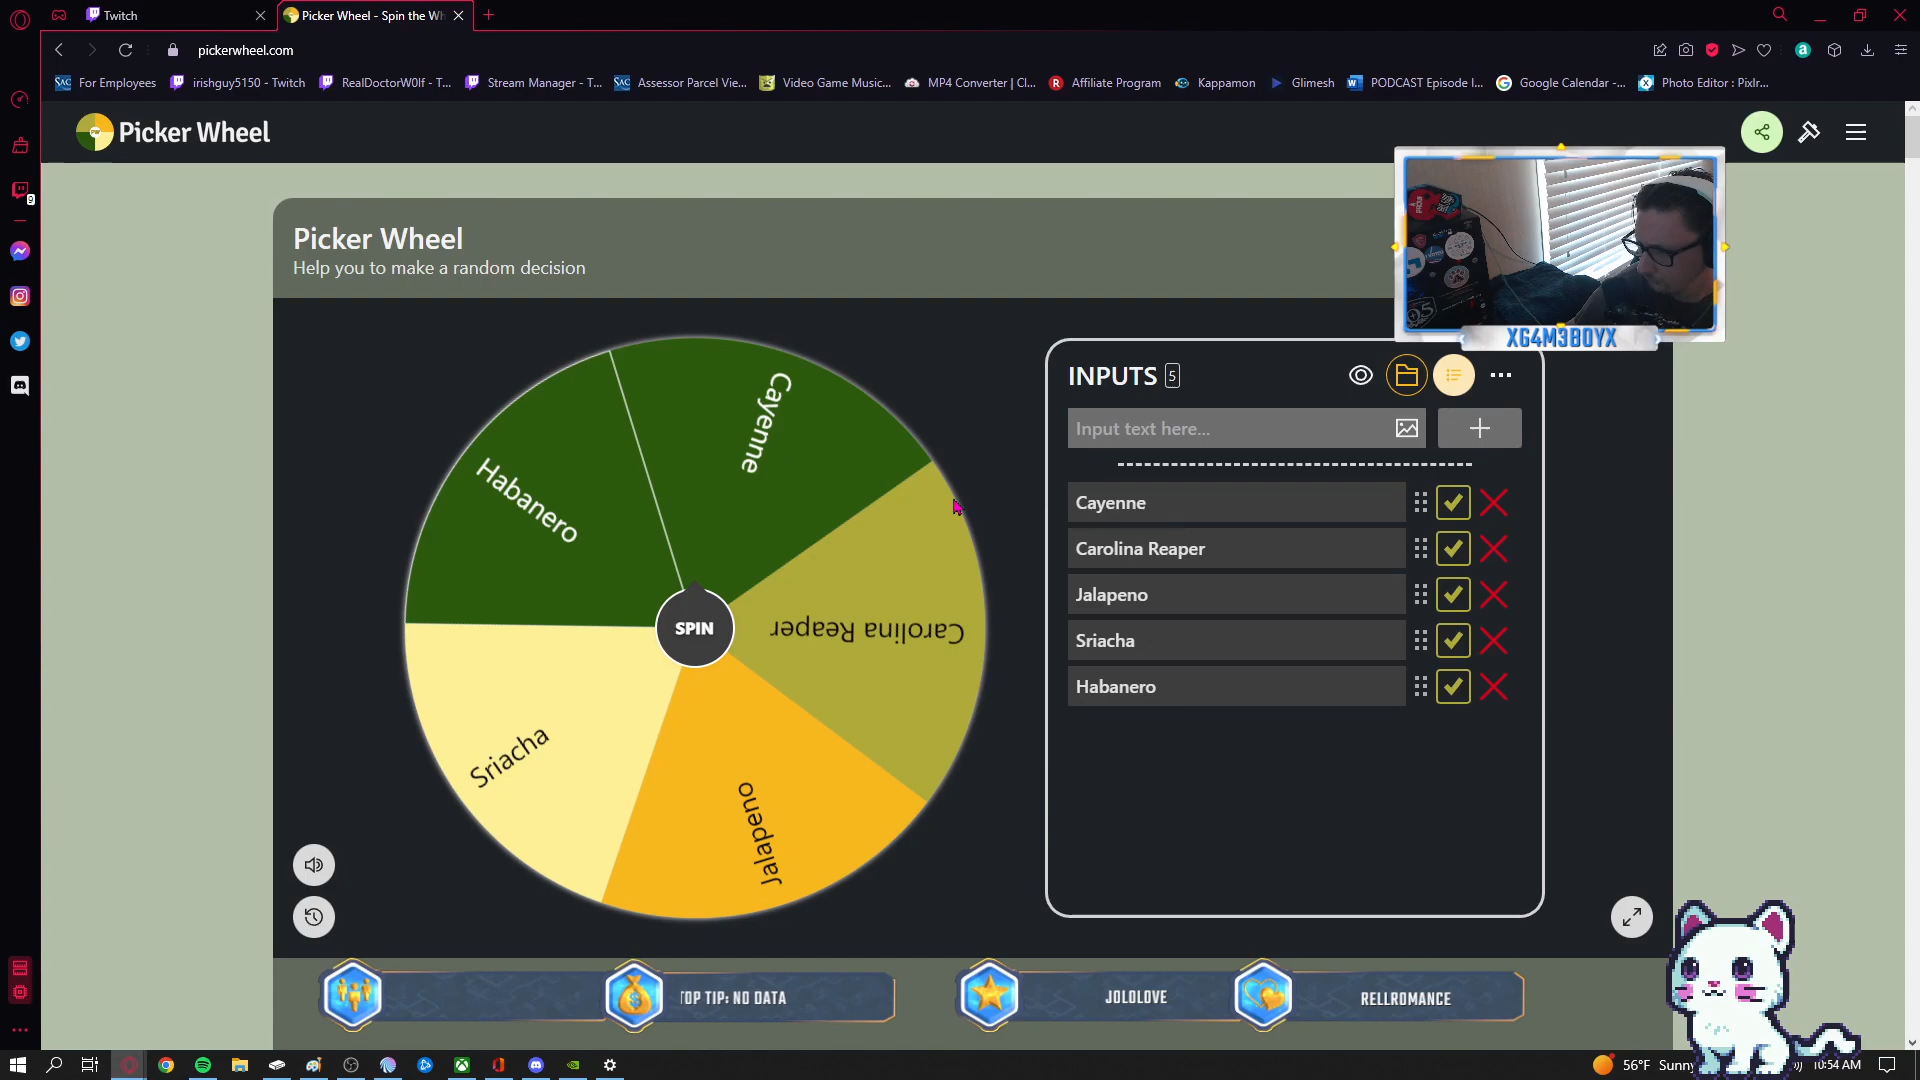 Twitch
Picker Wheel - Spin the Wh
pickerwheel.com
For Employees
irishguy5150 - Twitch
RealDoctorW0lf - T...
Stream Manager - T...
Assessor Parcel Vie...
Video Game Music...
MP4 Converter | Cl...
Affiliate Program
Kappamon
Glimesh
PODCAST Episode I...
Google Calendar -...
Photo Editor : Pixlr...
9
PW
Picker Wheel
Picker Wheel
Help you to make a random decision
XG4M3B0YX
INPUTS 5
Input text here...
Cayenne
Carolina Reaper
Jalapeno
Sriacha
Habanero
Cayenne
Habanero
Carolina Reaper
SPIN
Sriacha
Jalapeno
TOP TIP: NO DATA
JOLOLOVE
RELLROMANCE
56°F Sunny
10:54 AM